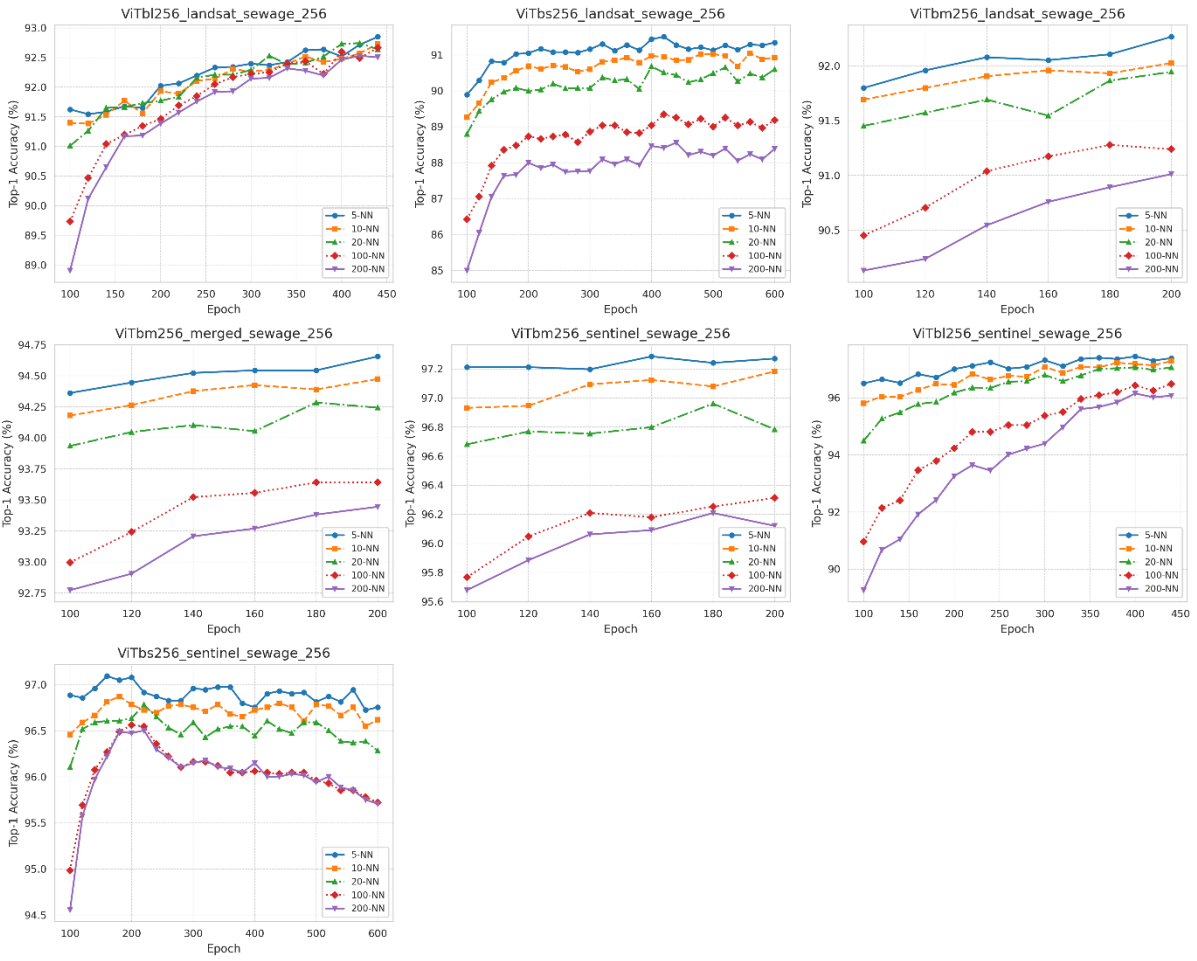 ViTbl256_landsat_sewage_256
93.0
92.5
92.0
91.5
91.0
90.5
90.0
89.5
89.0
Top-1 Accuracy (%)
100 150 200 250 300 350 400 450
Epoch
5-NN
10-NN
20-NN
100-NN
200-NN
ViTbs256_landsat_sewage_256
91
90
89
88
87
86
85
Top-1 Accuracy (%)
100 200 300 400 500 600
Epoch
5-NN
10-NN
20-NN
100-NN
200-NN
ViTbm256_landsat_sewage_256
92.0
91.5
91.0
90.5
Top-1 Accuracy (%)
100 120 140 160 180 200
Epoch
5-NN
10-NN
20-NN
100-NN
200-NN
ViTbm256_merged_sewage_256
94.75
94.50
94.25
94.00
93.75
93.50
93.25
93.00
92.75
Top-1 Accuracy (%)
100 120 140 160 180 200
Epoch
5-NN
10-NN
20-NN
100-NN
200-NN
ViTbm256_sentinel_sewage_256
97.2
97.0
96.8
96.6
96.4
96.2
96.0
95.8
95.6
Top-1 Accuracy (%)
100 120 140 160 180 200
Epoch
5-NN
10-NN
20-NN
100-NN
200-NN
ViTbl256_sentinel_sewage_256
96
94
92
90
Top-1 Accuracy (%)
100 150 200 250 300 350 400 450
Epoch
5-NN
10-NN
20-NN
100-NN
200-NN
ViTbs256_sentinel_sewage_256
97.0
96.5
96.0
95.5
95.0
94.5
Top-1 Accuracy (%)
100 200 300 400 500 600
Epoch
5-NN
10-NN
20-NN
100-NN
200-NN